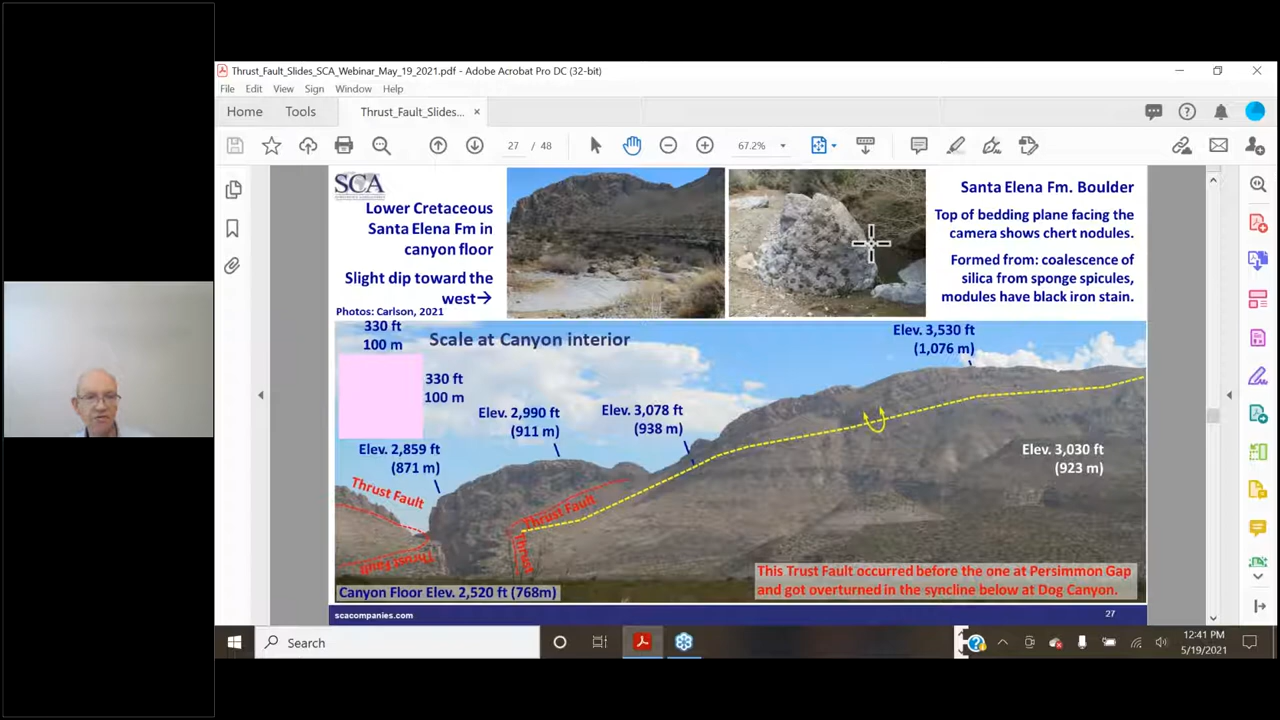 Thrust_Fault_Slides_SCA_Webinar_May_19_2021.pdf - Adobe Acrobat Pro DC (32-bit)
File Edit View Sign Window Help
Home Tools Thrust_Fault_Slides... ×
27 / 48 67.2%
SCA
Lower Cretaceous
Santa Elena Fm in
canyon floor
Slight dip toward the
west→
Photos: Carlson, 2021
Santa Elena Fm. Boulder
Top of bedding plane facing the
camera shows chert nodules.
Formed from: coalescence of
silica from sponge spicules,
modules have black iron stain.
330 ft
100 m
Scale at Canyon interior
330 ft
100 m
Elev. 2,859 ft
(871 m)
Elev. 2,990 ft
(911 m)
Elev. 3,078 ft
(938 m)
Elev. 3,530 ft
(1,076 m)
Elev. 3,030 ft
(923 m)
Thrust Fault
Thrust Fault
Thrust Fault
Thrust
This Trust Fault occurred before the one at Persimmon Gap
and got overturned in the syncline below at Dog Canyon.
Canyon Floor Elev. 2,520 ft (768m)
scacompanies.com
27
Search
12:41 PM
5/19/2021